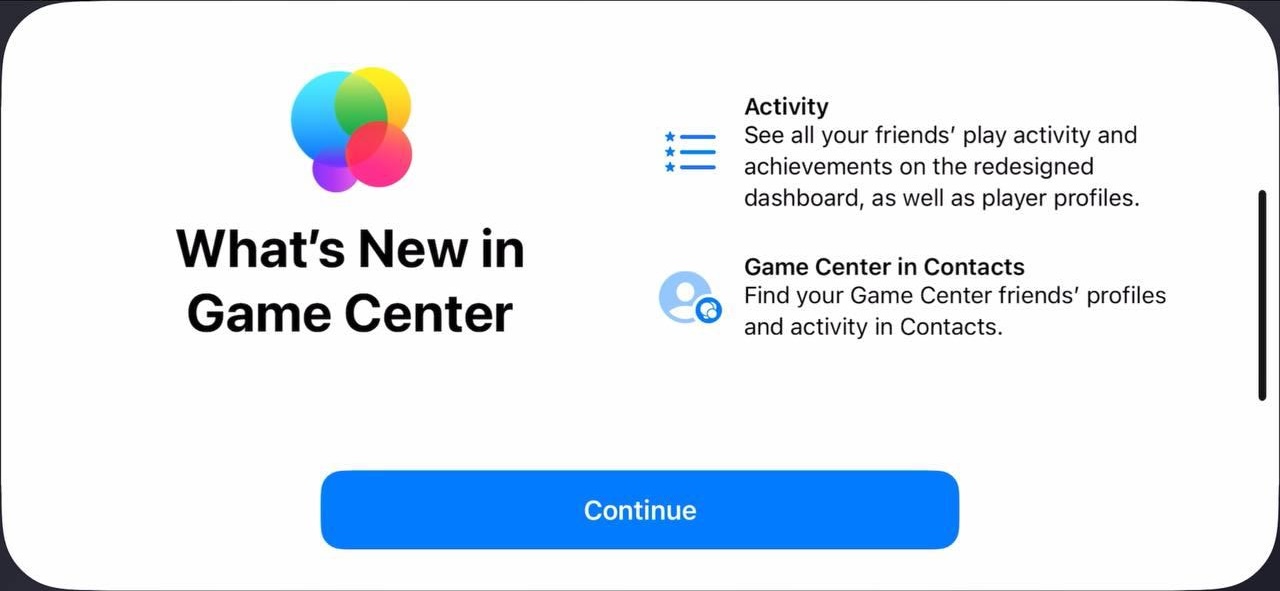 What’s New in
Game Center
Activity
See all your friends’ play activity and
achievements on the redesigned
dashboard, as well as player profiles.
Game Center in Contacts
Find your Game Center friends’ profiles
and activity in Contacts.
Continue